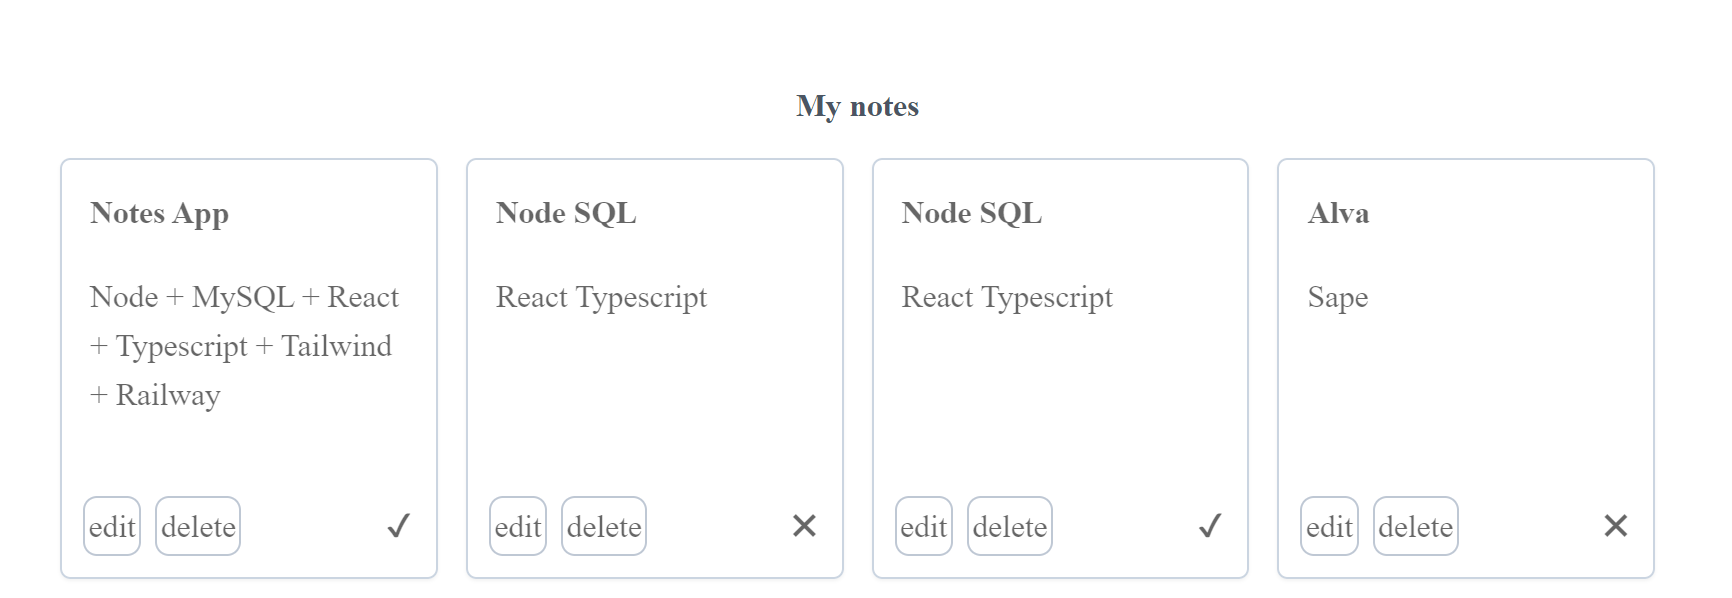 My notes
Notes App
Node + MySQL + React
+ Typescript + Tailwind
+ Railway
edit
delete
✓
Node SQL
React Typescript
edit
delete
✕
Node SQL
React Typescript
edit
delete
✓
Alva
Sape
edit
delete
✕